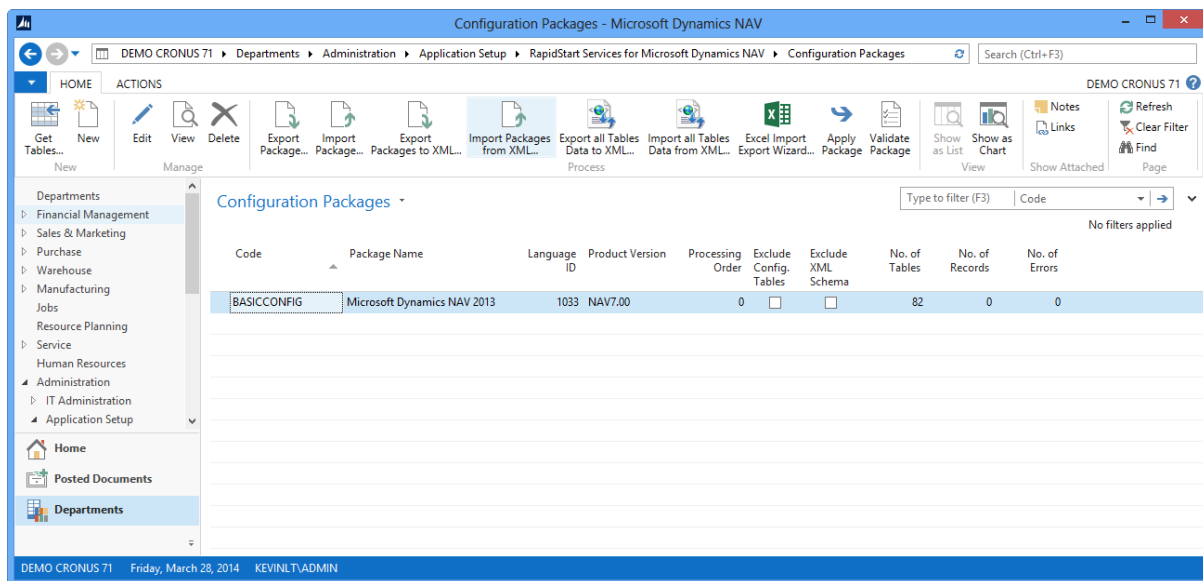 Configuration Packages - Microsoft Dynamics NAV
DEMO CRONUS 71 Departments Administration Application Setup RapidStart Services for Microsoft Dynamics NAV Configuration Packages
Search (Ctrl+F3)
HOME ACTIONS
DEMO CRONUS 71
Get Tables...
New
Edit
View
Delete
Export Package...
Import Package...
Export Packages to XML...
Import Packages from XML...
Export all Tables Data to XML...
Import all Tables Data from XML...
Excel Import Export Wizard...
Apply Package
Validate Package
Show as List
Show as Chart
Notes
Links
Refresh
Clear Filter
Find
New
Manage
Process
View
Show Attached
Page
Departments
Financial Management
Sales & Marketing
Purchase
Warehouse
Manufacturing
Jobs
Resource Planning
Service
Human Resources
Administration
IT Administration
Application Setup
Home
Posted Documents
Departments
Configuration Packages
Type to filter (F3)
Code
No filters applied
Code
Package Name
Language ID
Product Version
Processing Order
Exclude Config. Tables
Exclude XML Schema
No. of Tables
No. of Records
No. of Errors
BASICCONFIG Microsoft Dynamics NAV 2013 1033 NAV7.00 0 82 0 0
DEMO CRONUS 71 Friday, March 28, 2014 KEVINLT\ADMIN